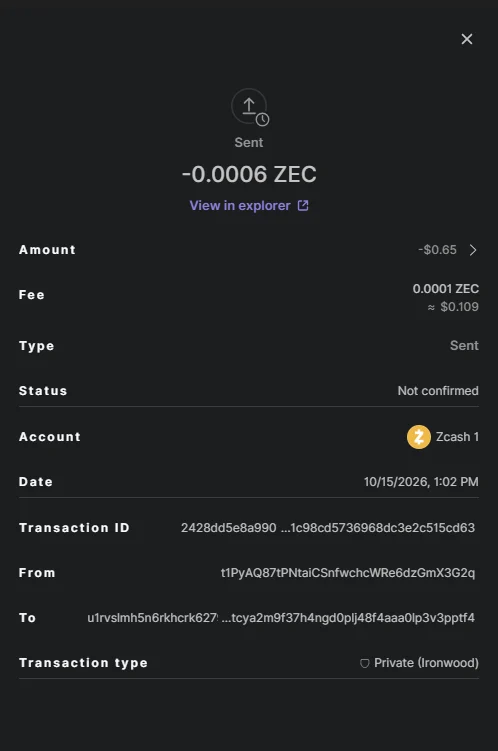 Sent
-0.0006 ZEC
View in explorer
Amount -$0.65
Fee 0.0001 ZEC
≈ $0.109
Type Sent
Status Not confirmed
Account Zcash 1
Date 10/15/2026, 1:02 PM
Transaction ID 2428dd5e8a990 ...1c98cd5736968dc3e2c515cd63
From t1PyAQ87tPNtaiCSnfwchcWRe6dzGmX3G2q
To u1rvslmh5n6rkhcrk627 ...tcya2m9f37h4ngd0plj48f4aaa0lp3v3pptf4
Transaction type Private (Ironwood)